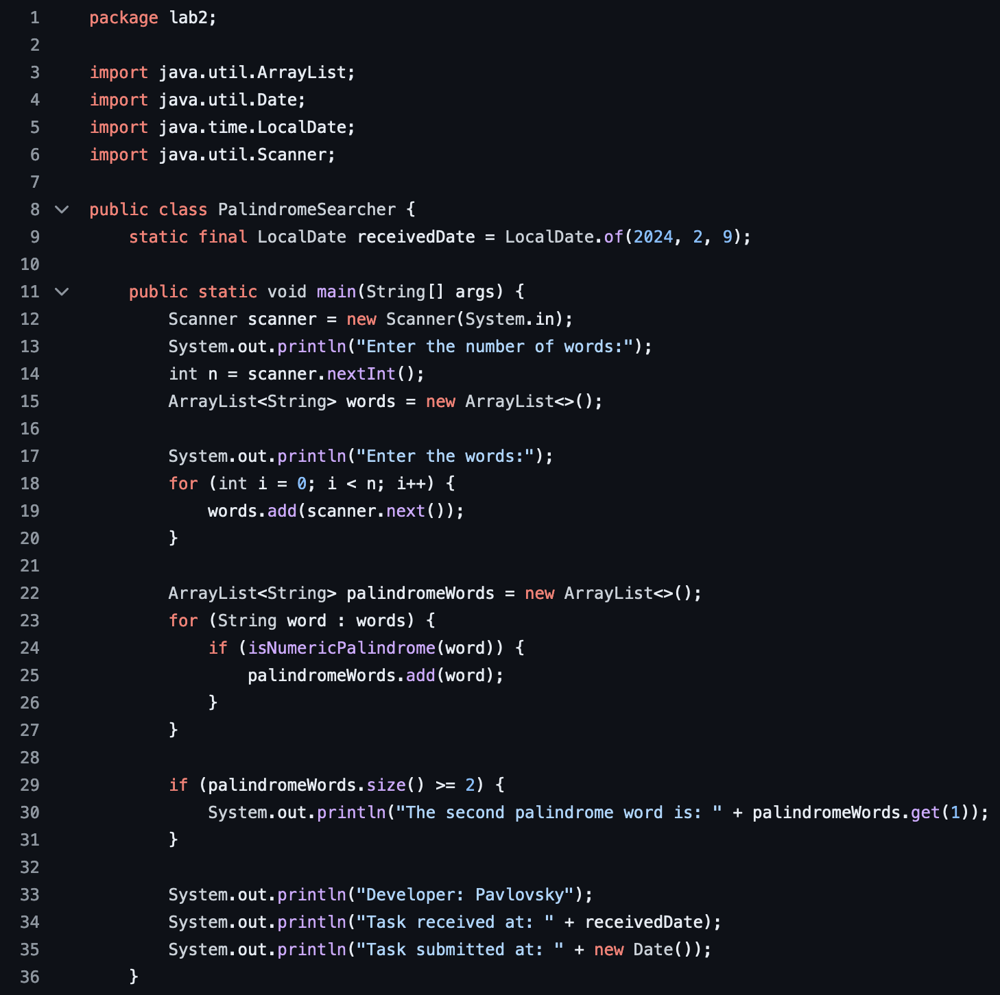 1 package lab2;
2
3 import java.util.ArrayList;
4 import java.util.Date;
5 import java.time.LocalDate;
6 import java.util.Scanner;
7
8 public class PalindromeSearcher {
9     static final LocalDate receivedDate = LocalDate.of(2024, 2, 9);
10
11     public static void main(String[] args) {
12         Scanner scanner = new Scanner(System.in);
13         System.out.println("Enter the number of words:");
14         int n = scanner.nextInt();
15         ArrayList<String> words = new ArrayList<>();
16
17         System.out.println("Enter the words:");
18         for (int i = 0; i < n; i++) {
19             words.add(scanner.next());
20         }
21
22         ArrayList<String> palindromeWords = new ArrayList<>();
23         for (String word : words) {
24             if (isNumericPalindrome(word)) {
25                 palindromeWords.add(word);
26             }
27         }
28
29         if (palindromeWords.size() >= 2) {
30             System.out.println("The second palindrome word is: " + palindromeWords.get(1));
31         }
32
33         System.out.println("Developer: Pavlovsky");
34         System.out.println("Task received at: " + receivedDate);
35         System.out.println("Task submitted at: " + new Date());
36     }